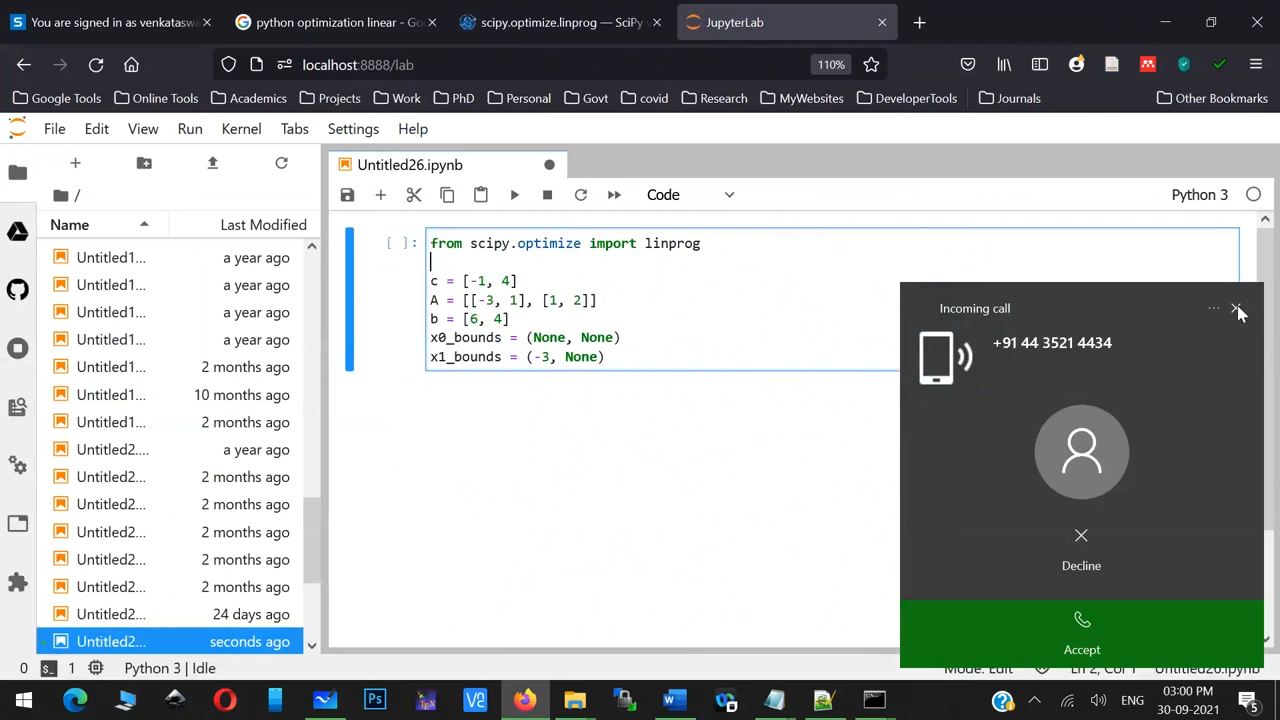 You are signed in as venkataswa
python optimization linear - Go
scipy.optimize.linprog — SciPy v
JupyterLab
localhost:8888/lab
110%
Google Tools
Online Tools
Academics
Projects
Work
PhD
Personal
Govt
covid
Research
MyWebsites
DeveloperTools
Journals
Other Bookmarks
File
Edit
View
Run
Kernel
Tabs
Settings
Help
Untitled26.ipynb
/
Code
Python 3
Name
Last Modified
Untitled1... a year ago
Untitled1... a year ago
Untitled1... a year ago
Untitled1... a year ago
Untitled1... 2 months ago
Untitled1... 10 months ago
Untitled1... 2 months ago
Untitled2.... a year ago
Untitled2... 2 months ago
Untitled2... 2 months ago
Untitled2... 2 months ago
Untitled2... 2 months ago
Untitled2... 2 months ago
Untitled2... 24 days ago
Untitled2... seconds ago
[ ]:
from scipy.optimize import linprog
c = [-1, 4]
A = [[-3, 1], [1, 2]]
b = [6, 4]
x0_bounds = (None, None)
x1_bounds = (-3, None)
Incoming call
+91 44 3521 4434
Decline
Accept
0
1
Python 3 | Idle
Mode: Edit
Ln 2, Col 1
Untitled26.ipynb
Ps
ENG
03:00 PM
30-09-2021
5